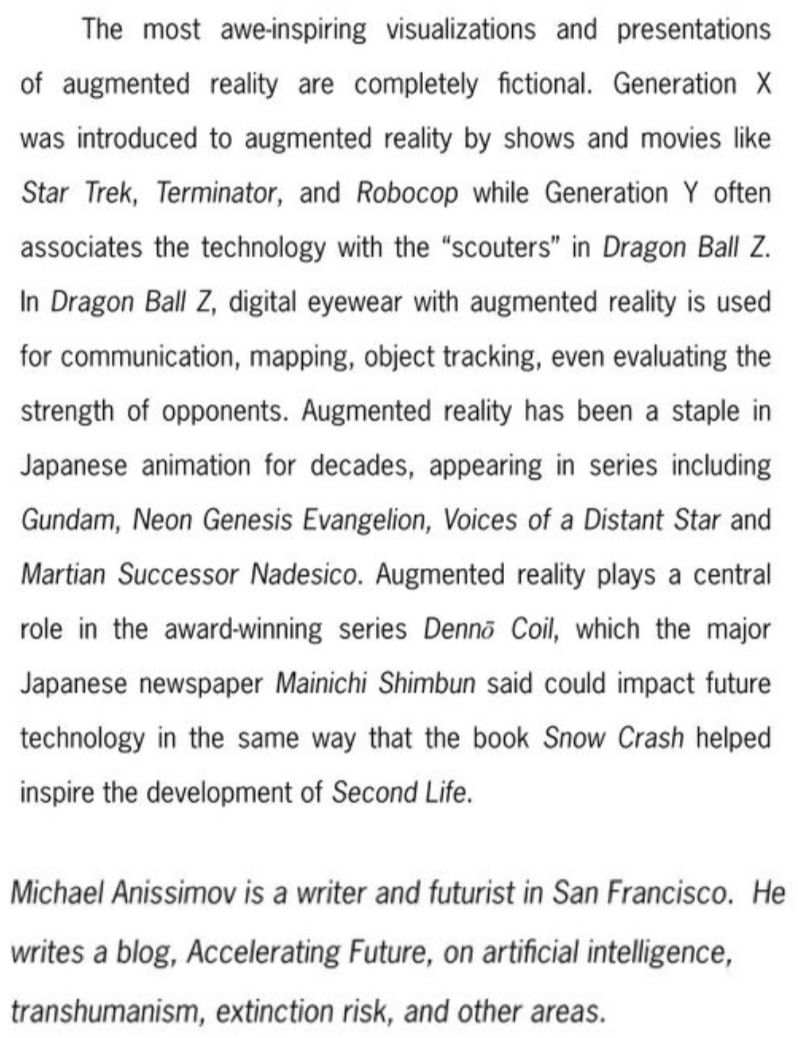 The most awe-inspiring visualizations and presentations
of augmented reality are completely fictional. Generation X
was introduced to augmented reality by shows and movies like
Star Trek, Terminator, and Robocop while Generation Y often
associates the technology with the “scouters” in Dragon Ball Z.
In Dragon Ball Z, digital eyewear with augmented reality is used
for communication, mapping, object tracking, even evaluating the
strength of opponents. Augmented reality has been a staple in
Japanese animation for decades, appearing in series including
Gundam, Neon Genesis Evangelion, Voices of a Distant Star and
Martian Successor Nadesico. Augmented reality plays a central
role in the award-winning series Dennō Coil, which the major
Japanese newspaper Mainichi Shimbun said could impact future
technology in the same way that the book Snow Crash helped
inspire the development of Second Life.
Michael Anissimov is a writer and futurist in San Francisco. He
writes a blog, Accelerating Future, on artificial intelligence,
transhumanism, extinction risk, and other areas.